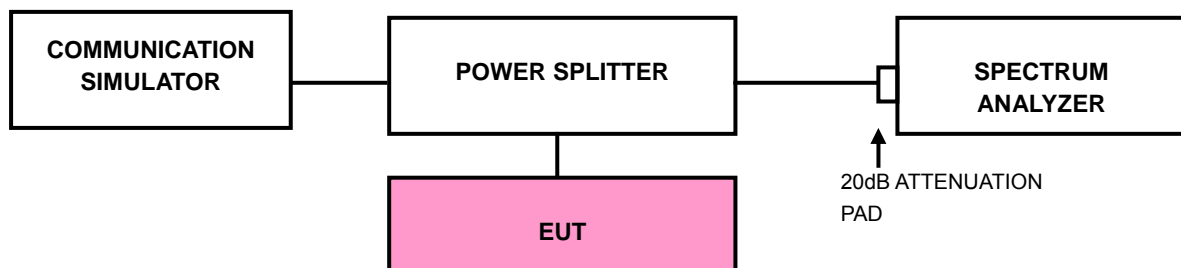 COMMUNICATION
SIMULATOR
POWER SPLITTER
SPECTRUM
ANALYZER
20dB ATTENUATION
PAD
EUT